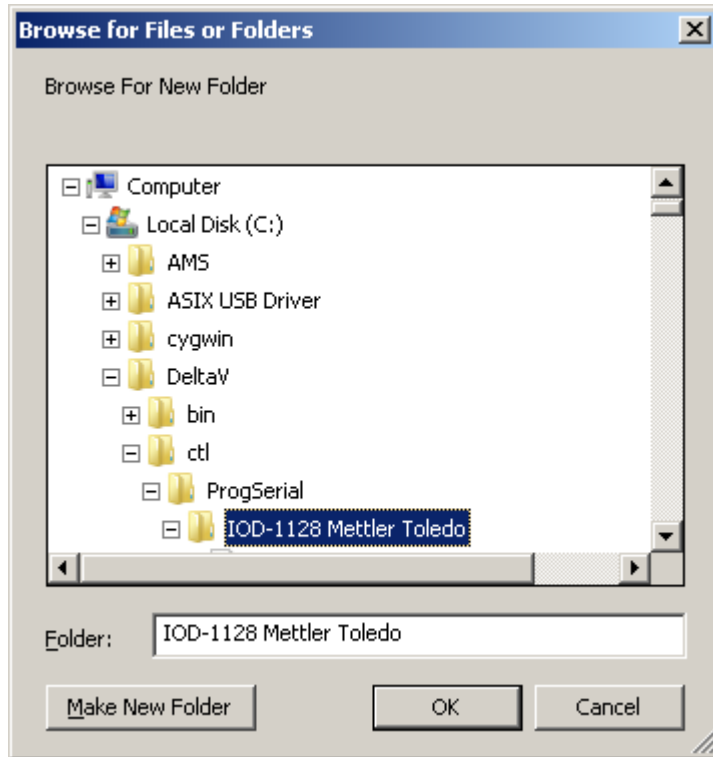 Browse for Files or Folders
Browse For New Folder
Computer
Local Disk (C:)
AMS
ASIX USB Driver
cygwin
DeltaV
bin
ctl
ProgSerial
IOD-1128 Mettler Toledo
Folder: IOD-1128 Mettler Toledo
Make New Folder OK Cancel